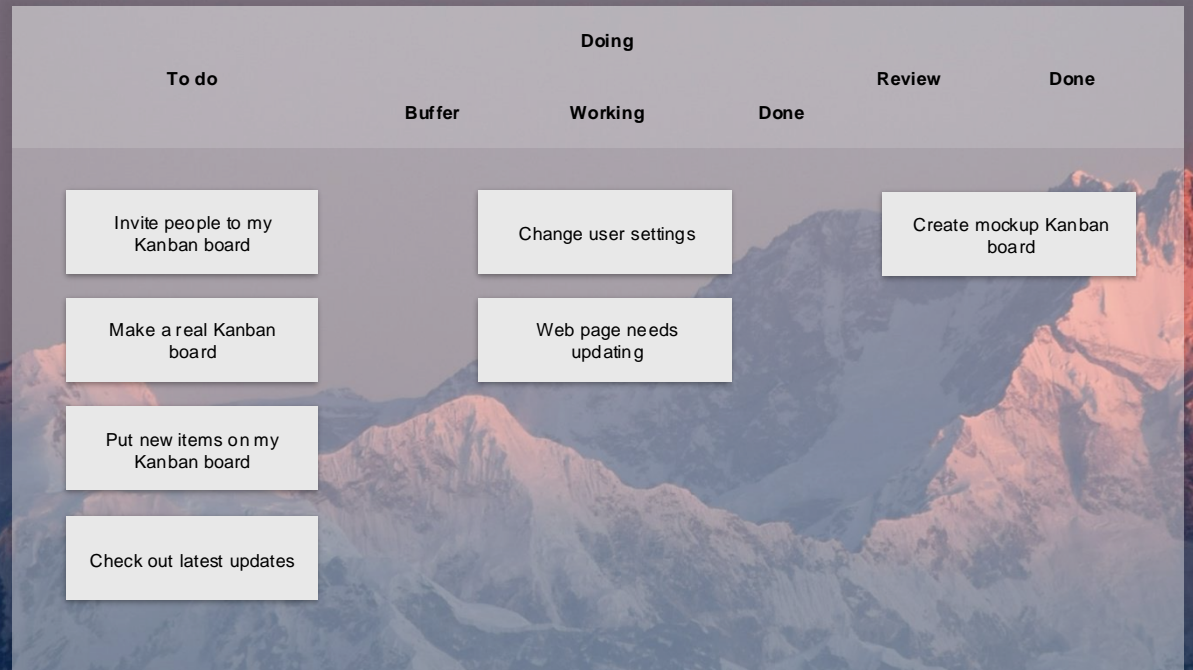 Doing
To do
Review
Done
Buffer
Working
Done
Invite people to my
Kanban board
Change user settings
Create mockup Kanban
board
Make a real Kanban
board
Web page needs
updating
Put new items on my
Kanban board
Check out latest updates